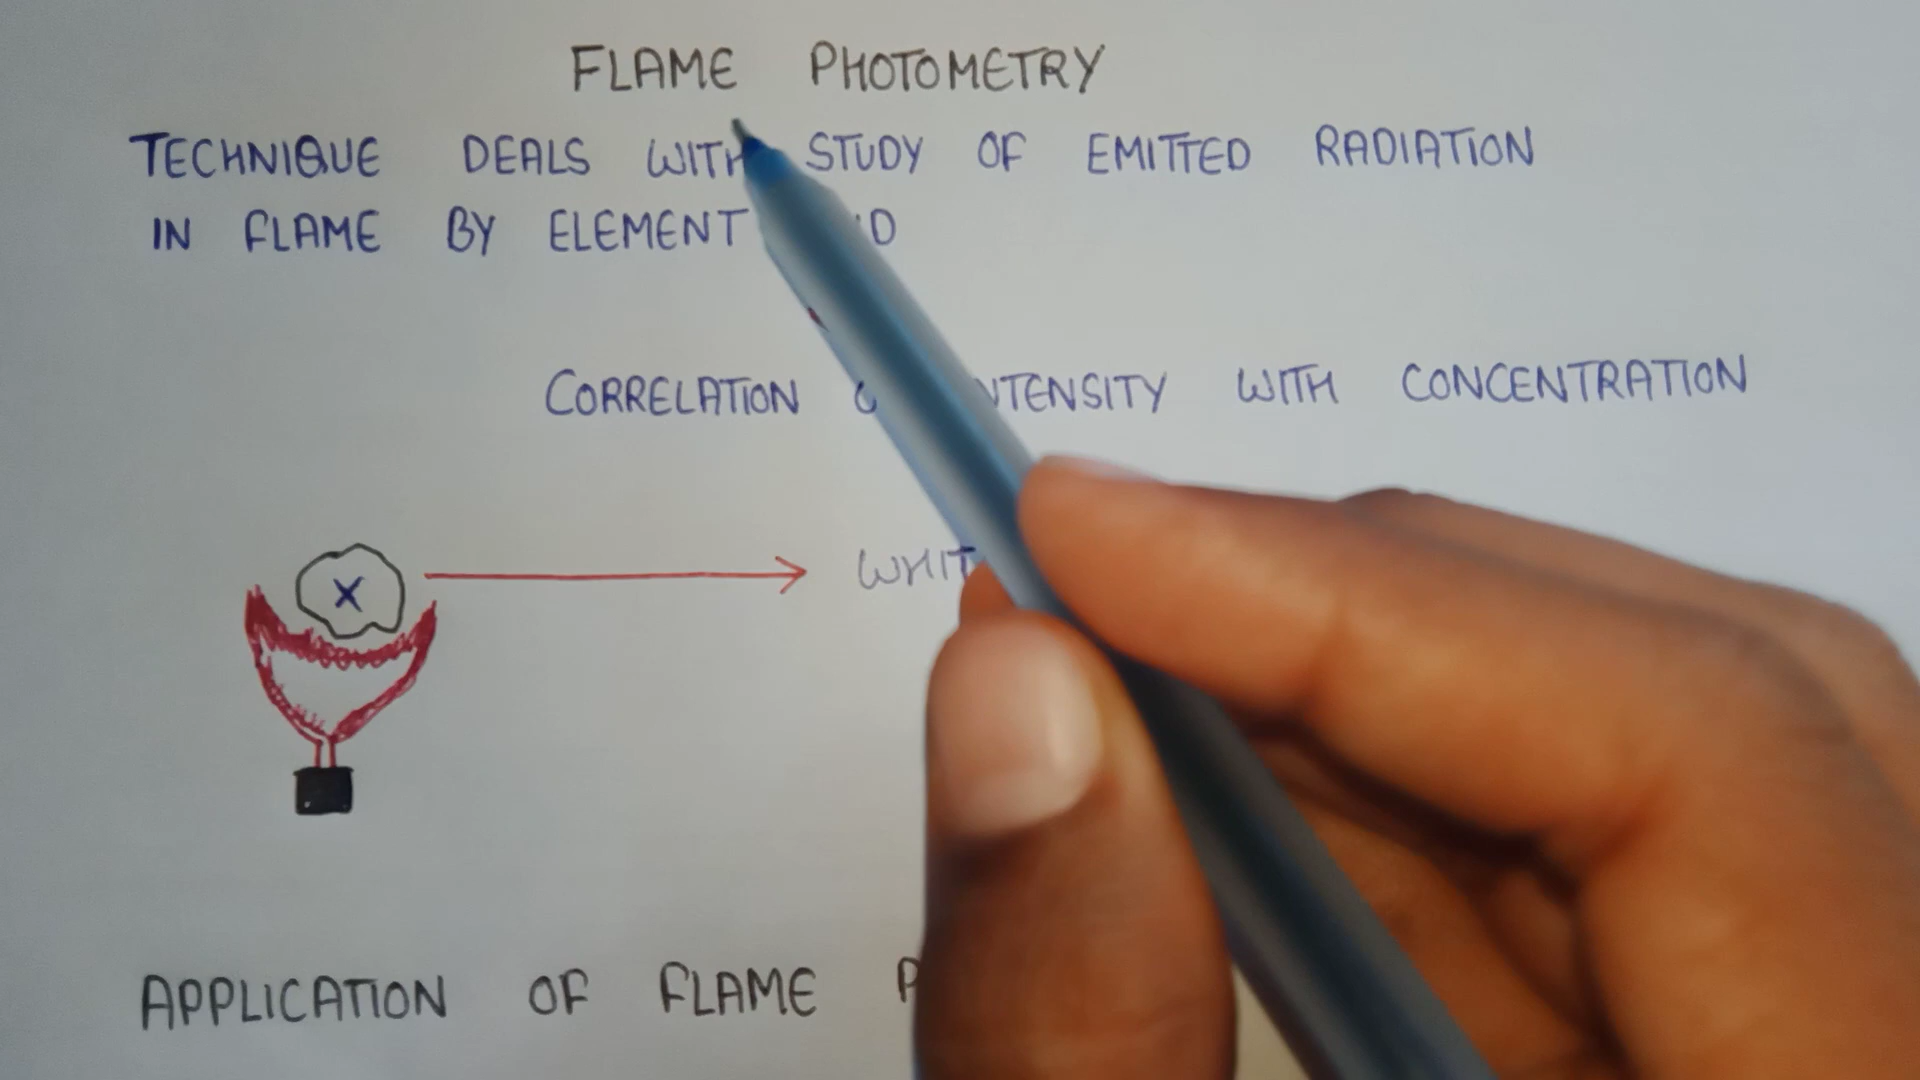 FLAME PHOTOMETRY
TECHNIQUE DEALS WITH STUDY OF EMITTED RADIATION
IN FLAME BY ELEMENT
CORRELATION INTENSITY WITH CONCENTRATION
X
APPLICATION OF FLAME